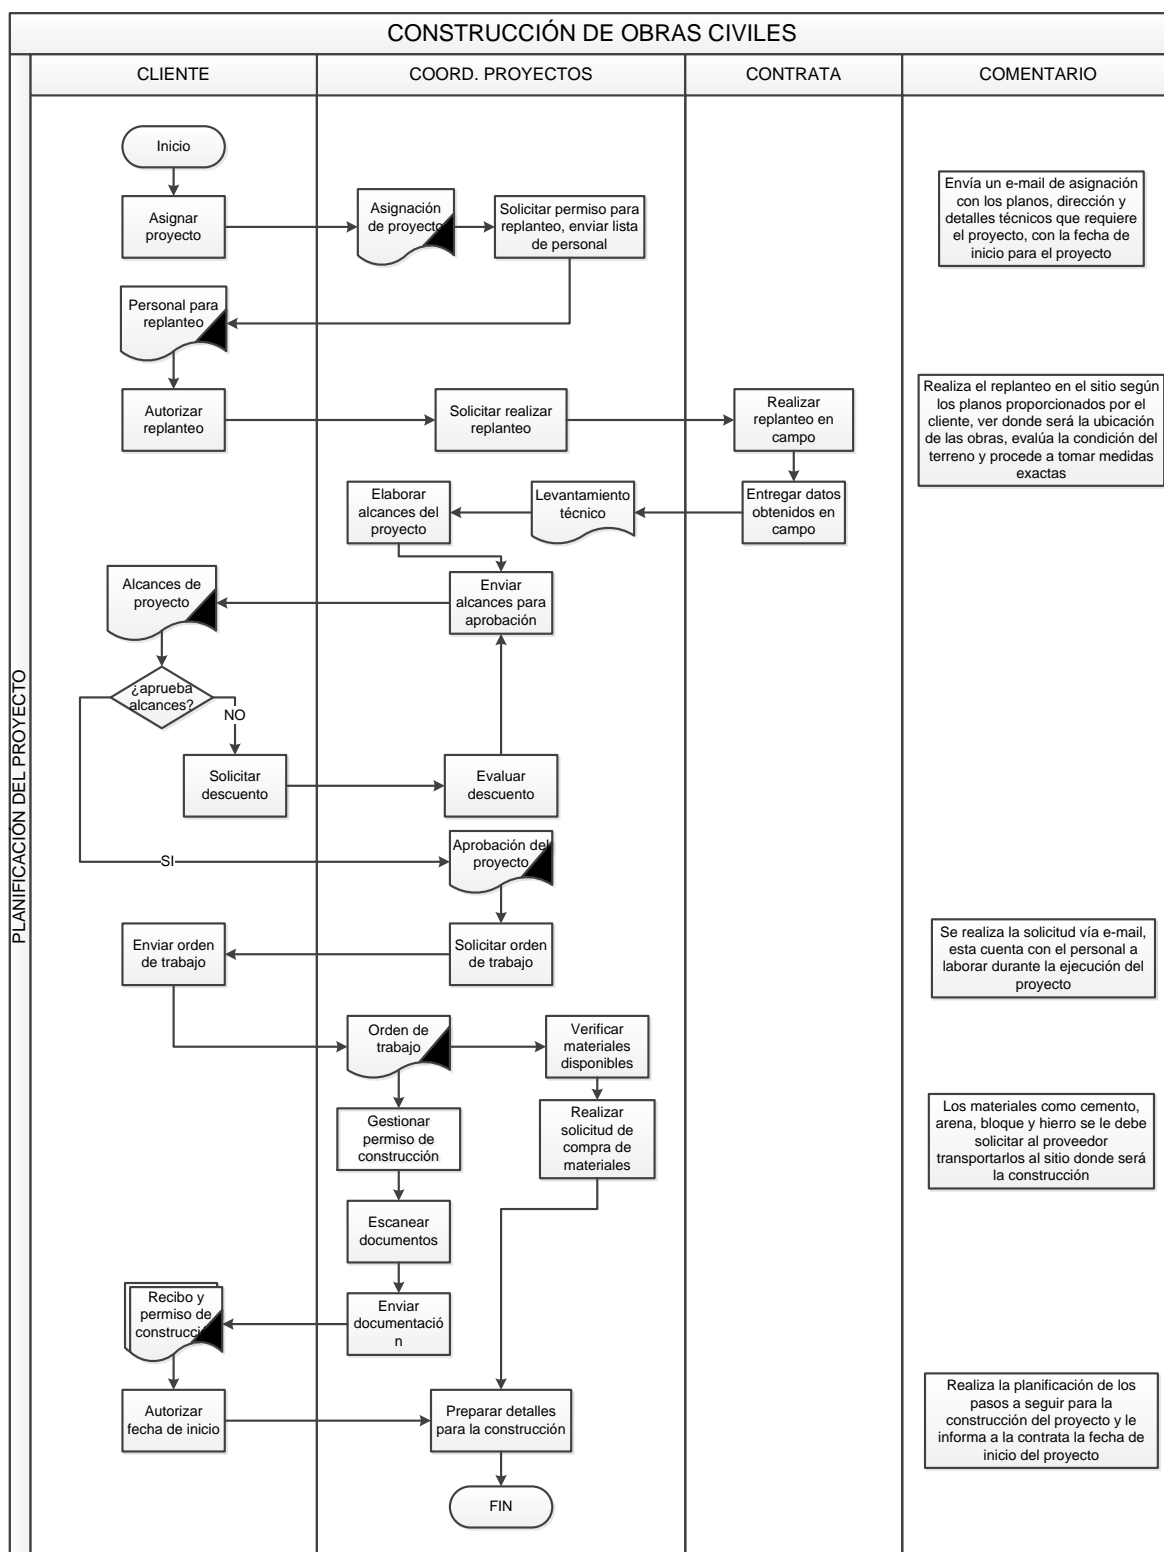 CONSTRUCCIÓN DE OBRAS CIVILES
PLANIFICACIÓN DEL PROYECTO
CLIENTE
COORD. PROYECTOS
CONTRATA
COMENTARIO
Inicio
Asignar
proyecto
Asignación
de proyecto
Solicitar permiso para
replanteo, enviar lista
de personal
Envía un e-mail de asignación
con los planos, dirección y
detalles técnicos que requiere
el proyecto, con la fecha de
inicio para el proyecto
Personal para
replanteo
Autorizar
replanteo
Solicitar realizar
replanteo
Realizar
replanteo en
campo
Realiza el replanteo en el sitio según
los planos proporcionados por el
cliente, ver donde será la ubicación
de las obras, evalúa la condición del
terreno y procede a tomar medidas
exactas
Elaborar
alcances del
proyecto
Levantamiento
técnico
Entregar datos
obtenidos en
campo
Alcances de
proyecto
Enviar
alcances para
aprobación
¿aprueba
alcances?
NO
Solicitar
descuento
Evaluar
descuento
SI
Aprobación del
proyecto
Enviar orden
de trabajo
Solicitar orden
de trabajo
Se realiza la solicitud vía e-mail,
esta cuenta con el personal a
laborar durante la ejecución del
proyecto
Orden de
trabajo
Verificar
materiales
disponibles
Gestionar
permiso de
construcción
Realizar
solicitud de
compra de
materiales
Los materiales como cemento,
arena, bloque y hierro se le debe
solicitar al proveedor
transportarlos al sitio donde será
la construcción
Escanear
documentos
Recibo y
permiso de
construcción
Enviar
documentació
n
Autorizar
fecha de inicio
Preparar detalles
para la construcción
Realiza la planificación de los
pasos a seguir para la
construcción del proyecto y le
informa a la contrata la fecha de
inicio del proyecto
FIN